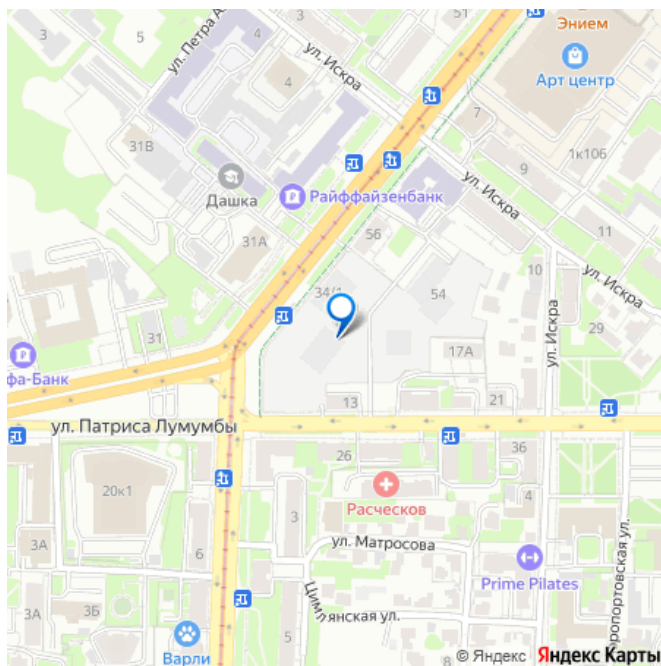 3
5
ул. Петра А
4
51
Энием
Арт центр
ул. Искра
4
7
31В
1к106
Дашка
Райффайзенбанк
9
ул. Искра
56
11
31А
10
ул. Искра
34/1
54
31
ул. Искра
29
фа-Банк
17А
13
21
ул. Патриса Лумумбы
26
36
20к1
Расческов
4
3
3А
6
ул. Матросова
Prime Pilates
3А
3Б
Цимлянская ул.
5
Варли
© Яндекс Яндекс Карты